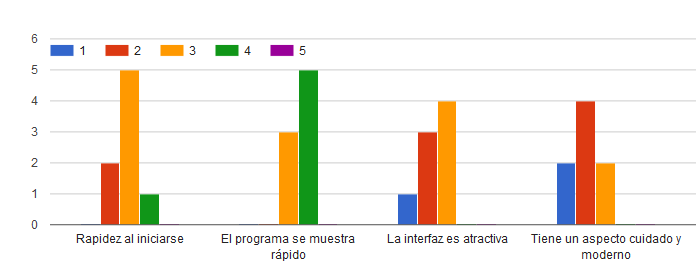 6
1 2 3 4 5
5
4
3
2
1
0
Rapidez al iniciarse El programa se muestra La interfaz es atractiva Tiene un aspecto cuidado y
rápido moderno